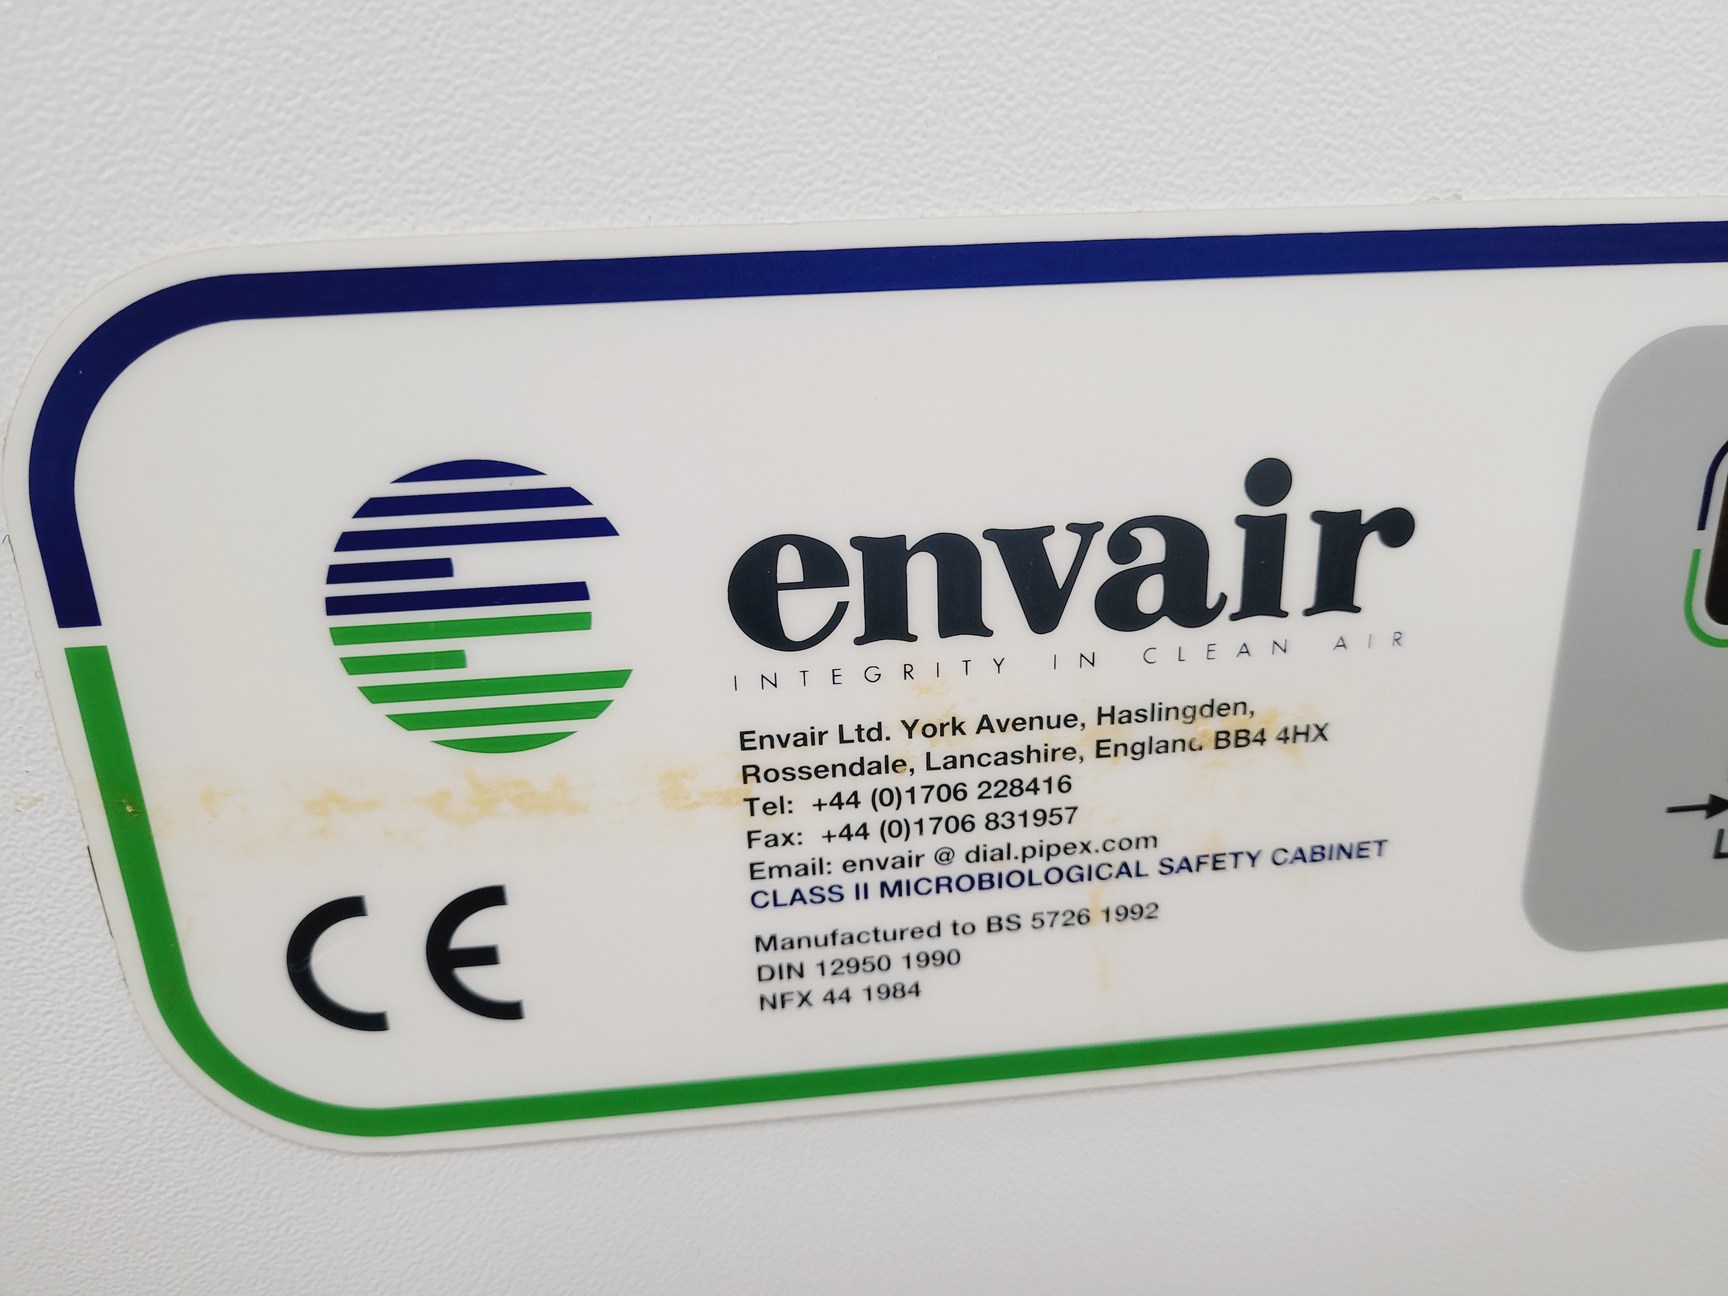 envair
INTEGRITY IN CLEAN AIR
Envair Ltd. York Avenue, Haslingden,
Rossendale, Lancashire, England BB4 4HX
Tel: +44 (0)1706 228416
Fax: +44 (0)1706 831957
Email: envair @ dial.pipex.com
CLASS II MICROBIOLOGICAL SAFETY CABINET
Manufactured to BS 5726 1992
DIN 12950 1990
NFX 44 1984
CE